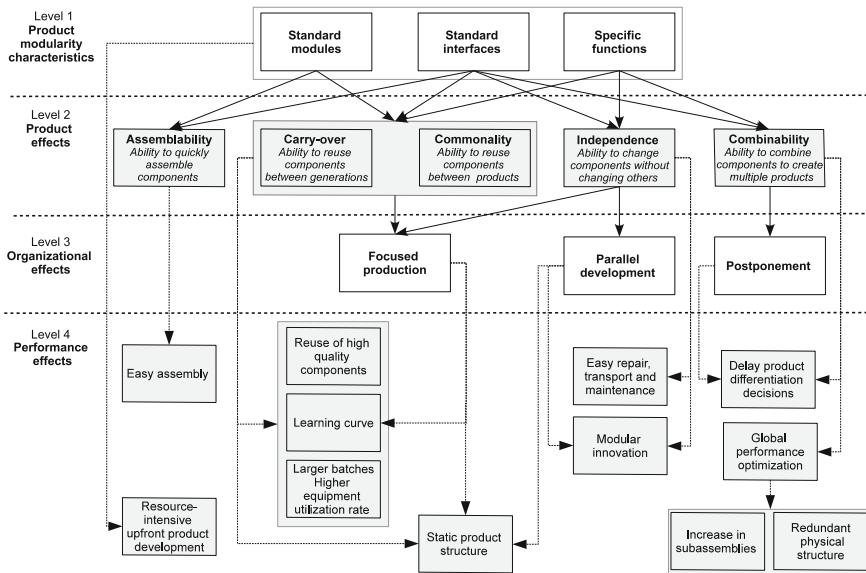 Level 1
Product
modularity
characteristics
Standard
modules
Standard
interfaces
Specific
functions
Level 2
Product
effects
Assemblability
Ability to quickly
assemble
components
Carry-over
Ability to reuse
components
between generations
Commonality
Ability to reuse
components
between products
Independence
Ability to change
components without
changing others
Combinability
Ability to combine
components to create
multiple products
Level 3
Organizational
effects
Focused
production
Parallel
development
Postponement
Level 4
Performance
effects
Easy assembly
Reuse of high
quality
components
Easy repair,
transport and
maintenance
Delay product
differentiation
decisions
Learning curve
Modular
innovation
Global
performance
optimization
Larger batches
Higher
equipment
utilization rate
Resource-
intensive
upfront product
development
Static product
structure
Increase in
subassemblies
Redundant
physical
structure